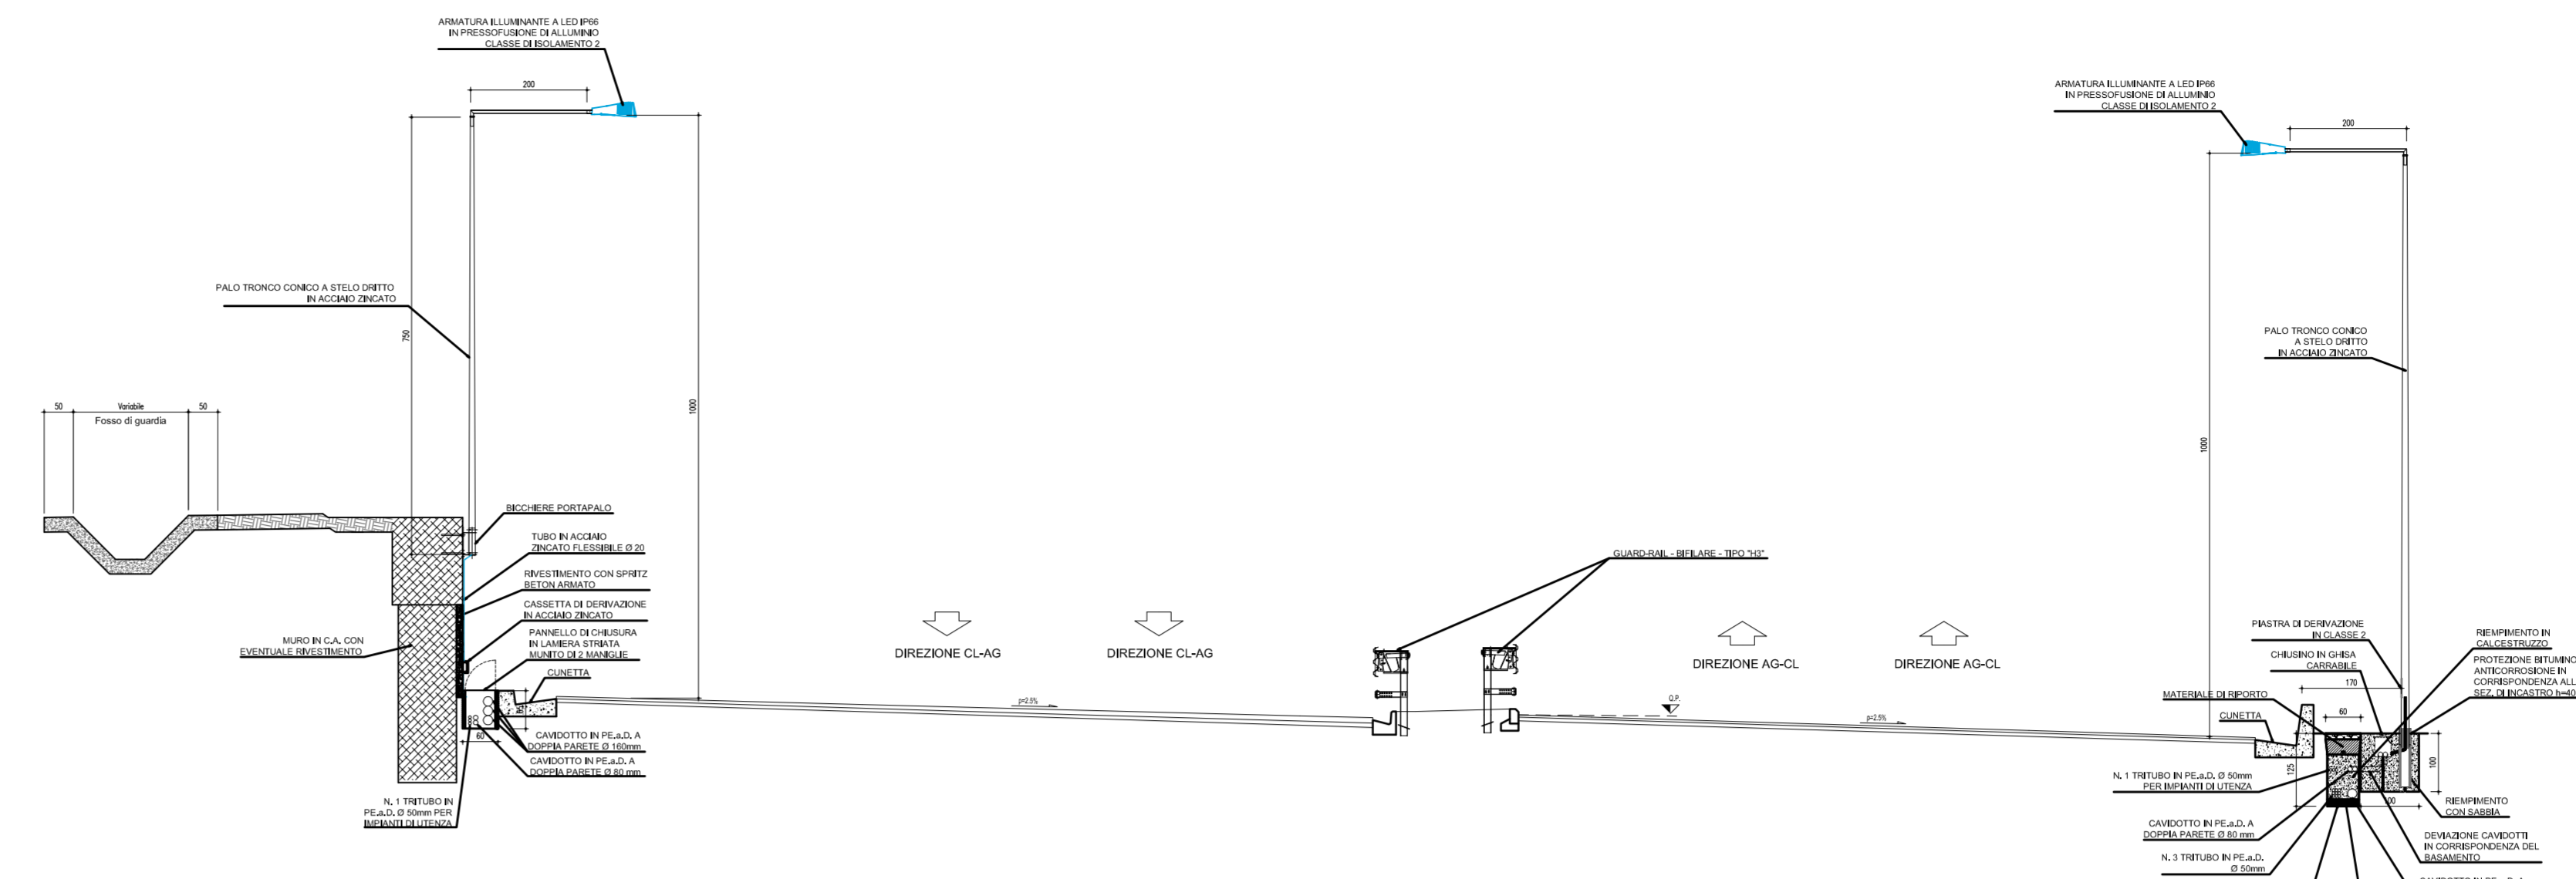 ARMATURA ILLUMINANTE A LED IP66
IN PRESSOFUSIONE DI ALLUMINIO
CLASSE DI ISOLAMENTO 2
200
ARMATURA ILLUMINANTE A LED IP66
IN PRESSOFUSIONE DI ALLUMINIO
CLASSE DI ISOLAMENTO 2
200
PALO TRONCO CONICO A STELO DRITTO
IN ACCIAIO ZINCATO
750
1000
PALO TRONCO CONICO
A STELO DRITTO
IN ACCIAIO ZINCATO
1000
50
Variabile
50
Fosso di guardia
BICCHIERE PORTAPALO
TUBO IN ACCIAIO
ZINCATO FLESSIBILE Ø 20
RIVESTIMENTO CON SPRITZ
BETON ARMATO
CASSETTA DI DERIVAZIONE
IN ACCIAIO ZINCATO
PANNELLO DI CHIUSURA
IN LAMIERA STRIATA
MUNITO DI 2 MANIGLIE
CUNETTA
MURO IN C.A. CON
EVENTUALE RIVESTIMENTO
60
CAVIDOTTO IN PE.a.D. A
DOPPIA PARETE Ø 160mm
CAVIDOTTO IN PE.a.D. A
DOPPIA PARETE Ø 80 mm
N. 1 TRITUBO IN
PE.a.D. Ø 50mm PER
IMPIANTI DI UTENZA
p=2.5%
DIREZIONE CL-AG
DIREZIONE CL-AG
GUARD-RAIL - BIFILARE - TIPO "H3"
DIREZIONE AG-CL
DIREZIONE AG-CL
Q.P.
p=2.5%
PIASTRA DI DERIVAZIONE
IN CLASSE 2
CHIUSINO IN GHISA
CARRABILE
170
MATERIALE DI RIPORTO
60
CUNETTA
125
100
N. 1 TRITUBO IN PE.a.D. Ø 50mm
PER IMPIANTI DI UTENZA
CAVIDOTTO IN PE.a.D. A
DOPPIA PARETE Ø 80 mm
N. 3 TRITUBO IN PE.a.D.
Ø 50mm
RIEMPIMENTO IN
CALCESTRUZZO
PROTEZIONE BITUMINO
ANTICORROSIONE IN
CORRISPONDENZA ALL
SEZ. DI INCASTRO h=40
RIEMPIMENTO
CON SABBIA
DEVIAZIONE CAVIDOTTI
IN CORRISPONDENZA DEL
BASAMENTO